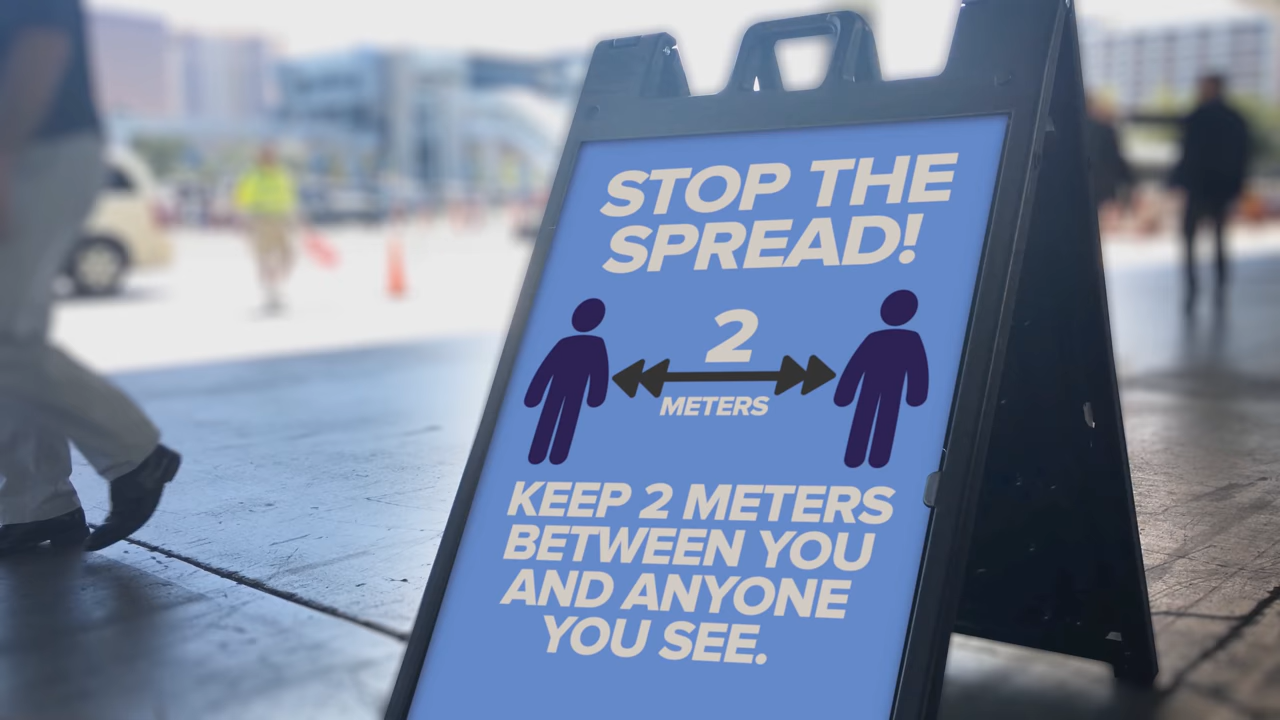 STOP THE
SPREAD!
2
METERS
KEEP 2 METERS
BETWEEN YOU
AND ANYONE
YOU SEE.